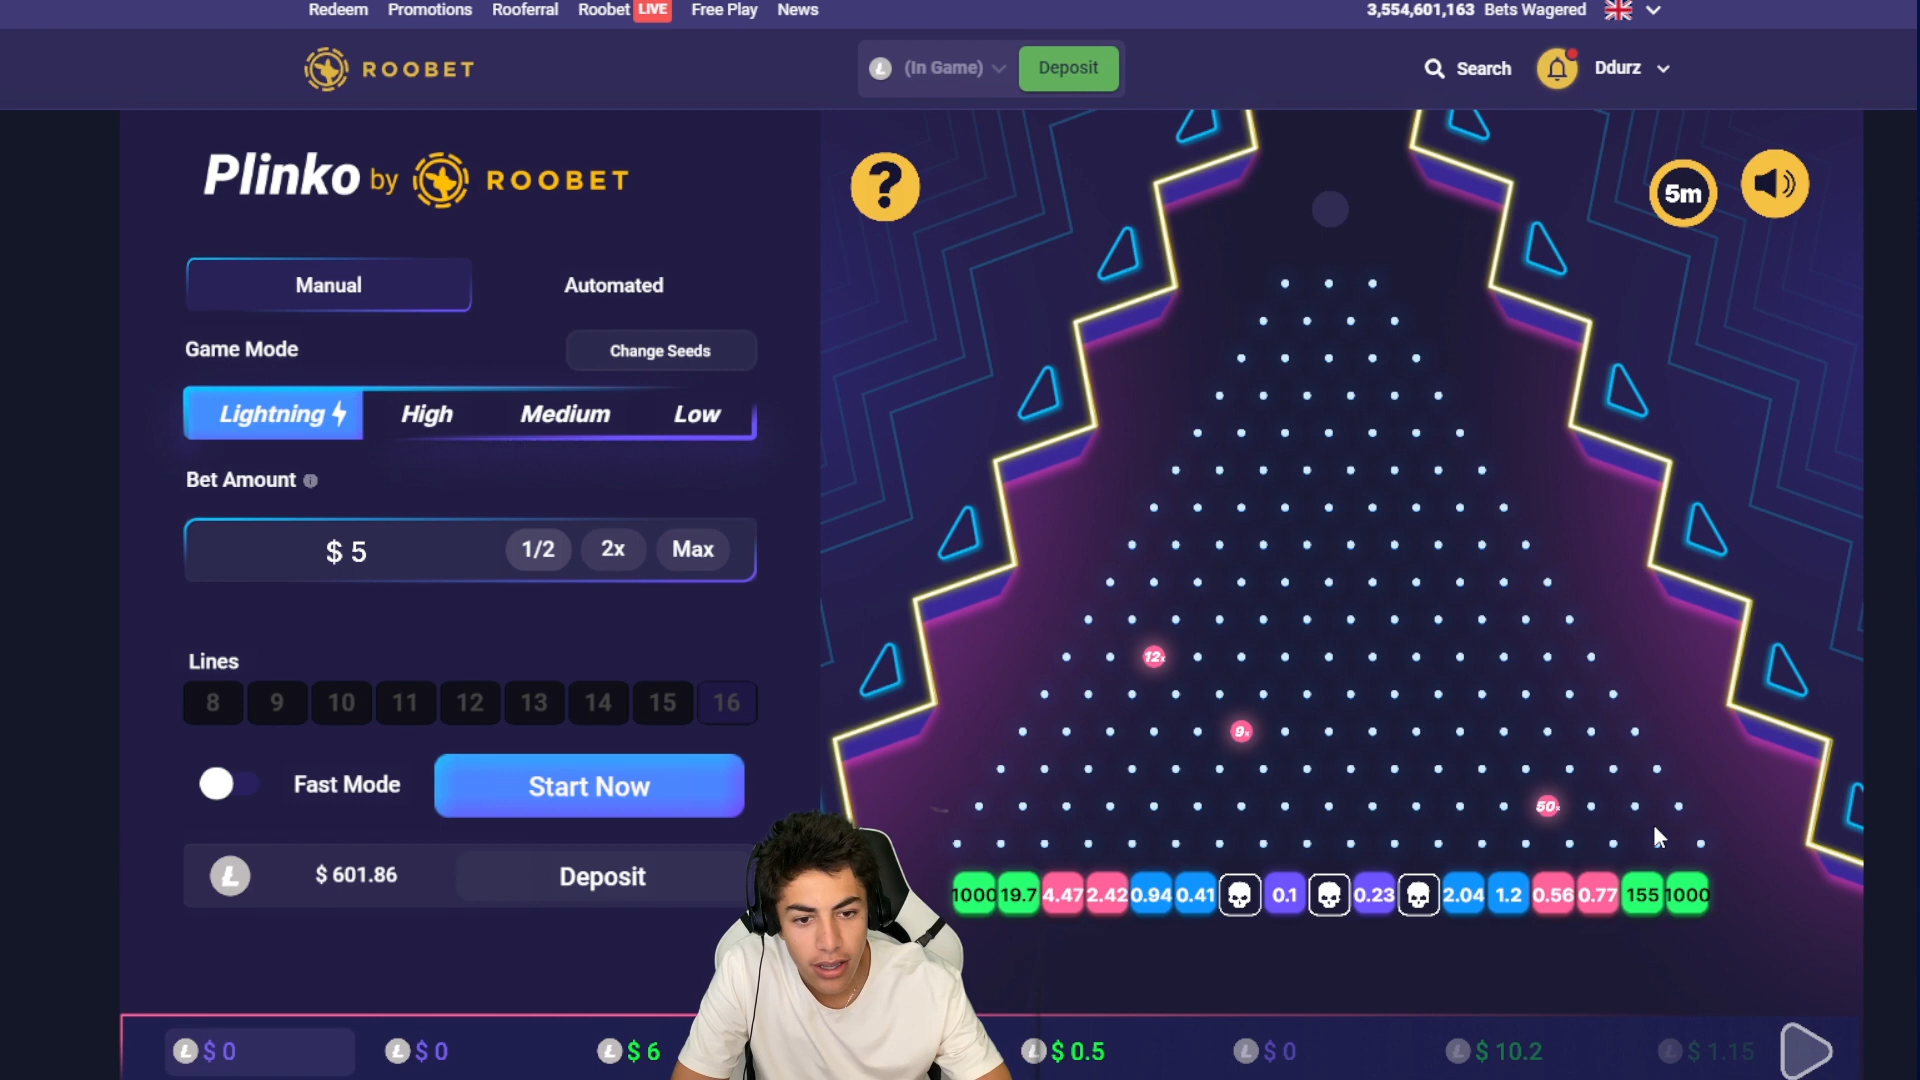 Redeem Promotions Rooferral Roobet LIVE Free Play News 3,554,601,163 Bets Wagered
ROOBET (In Game) Deposit Search Ddurz
Plinko by ROOBET
? 5m
Manual Automated
Game Mode Change Seeds
Lightning High Medium Low
Bet Amount
$ 5 1/2 2x Max
Lines
8 9 10 11 12 13 14 15 16
Fast Mode Start Now
$ 601.86 Deposit
12x
9x
50x
1000 19.7 4.47 2.42 0.94 0.41 0.1 0.23 2.04 1.2 0.56 0.77 155 1000
$ 0 $ 0 $ 6 $ 0.5 $ 0 $ 10.2 $ 1.15